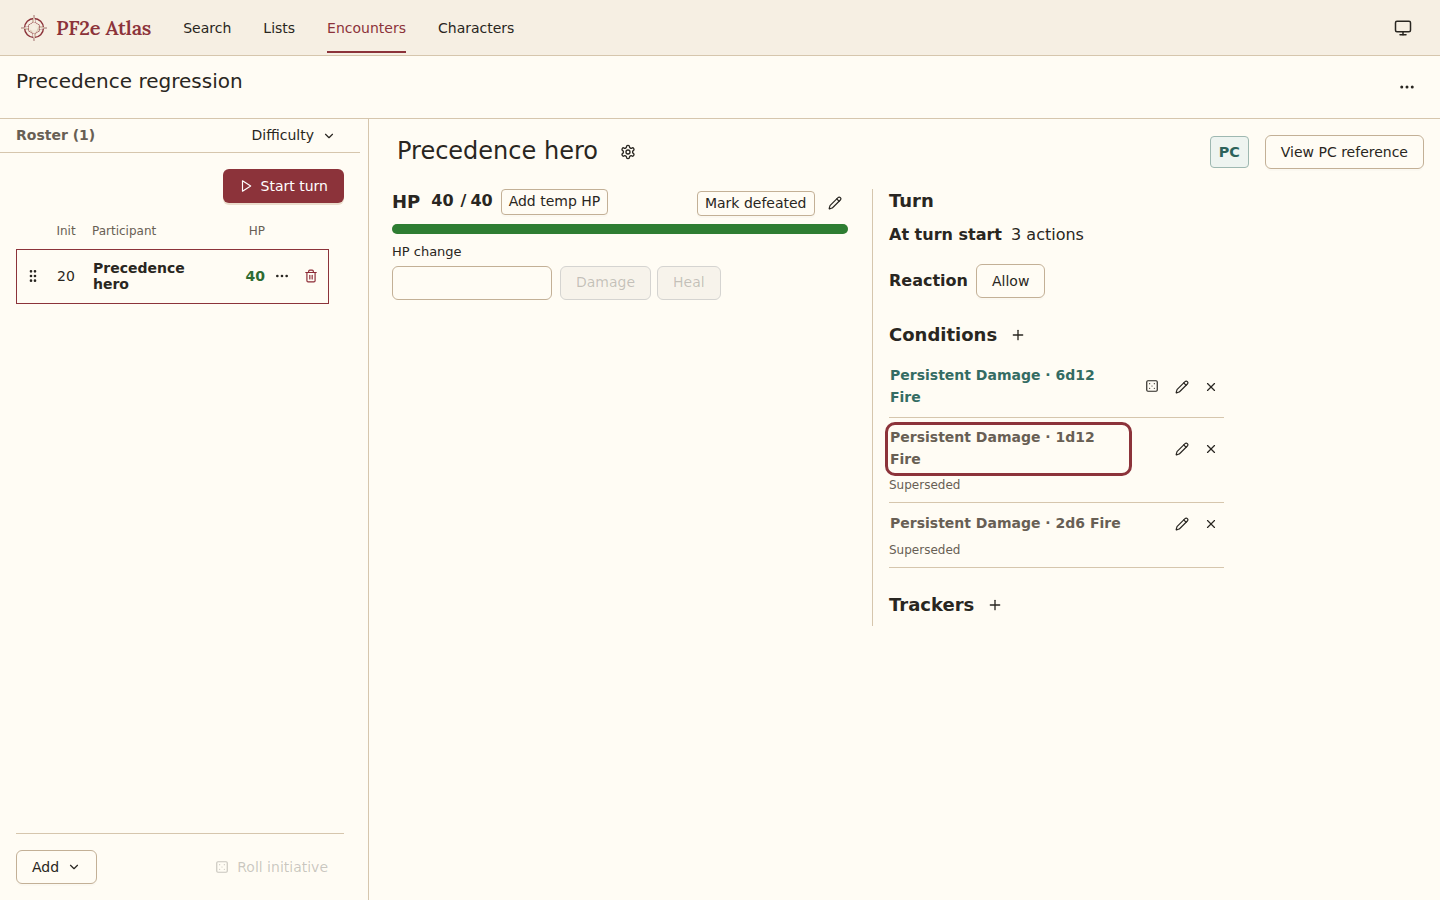 PF2e Atlas
Search
Lists
Encounters
Characters
Precedence regression
Roster (1)
Difficulty
Start turn
Init
Participant
HP
20
Precedence
hero
40
Add
Roll initiative
Precedence hero
PC
View PC reference
HP 40 / 40
Add temp HP
Mark defeated
HP change
Damage
Heal
Turn
At turn start 3 actions
Reaction
Allow
Conditions
Persistent Damage · 6d12
Fire
Persistent Damage · 1d12
Fire
Superseded
Persistent Damage · 2d6 Fire
Superseded
Trackers